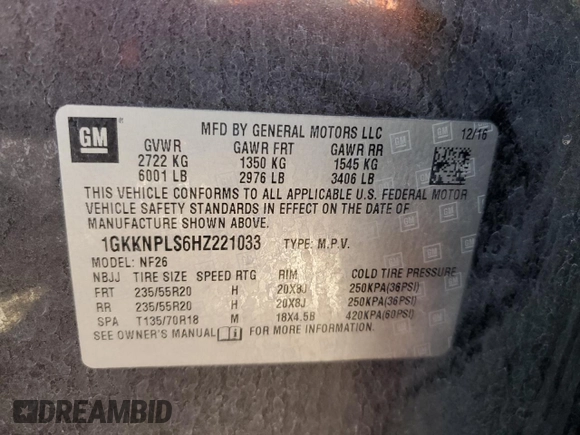 GM
MFD BY GENERAL MOTORS LLC 12/16
GVWR GAWR FRT GAWR RR
2722 KG 1350 KG 1545 KG
6001 LB 2976 LB 3406 LB
THIS VEHICLE CONFORMS TO ALL APPLICABLE U.S. FEDERAL MOTOR
VEHICLE SAFETY STANDARDS IN EFFECT ON THE DATE OF
MANUFACTURE SHOWN ABOVE.
1GKKNPLS6HZ221033 TYPE: M.P.V.
MODEL: NF26
NBJJ TIRE SIZE SPEED RTG RIM COLD TIRE PRESSURE
FRT 235/55R20 H 20X8J 250KPA(36PSI)
RR 235/55R20 H 20X8J 250KPA(36PSI)
SPA T135/70R18 M 18X4.5B 420KPA(60PSI)
SEE OWNER'S MANUAL FOR MORE INFORMATION.
DREAMBID